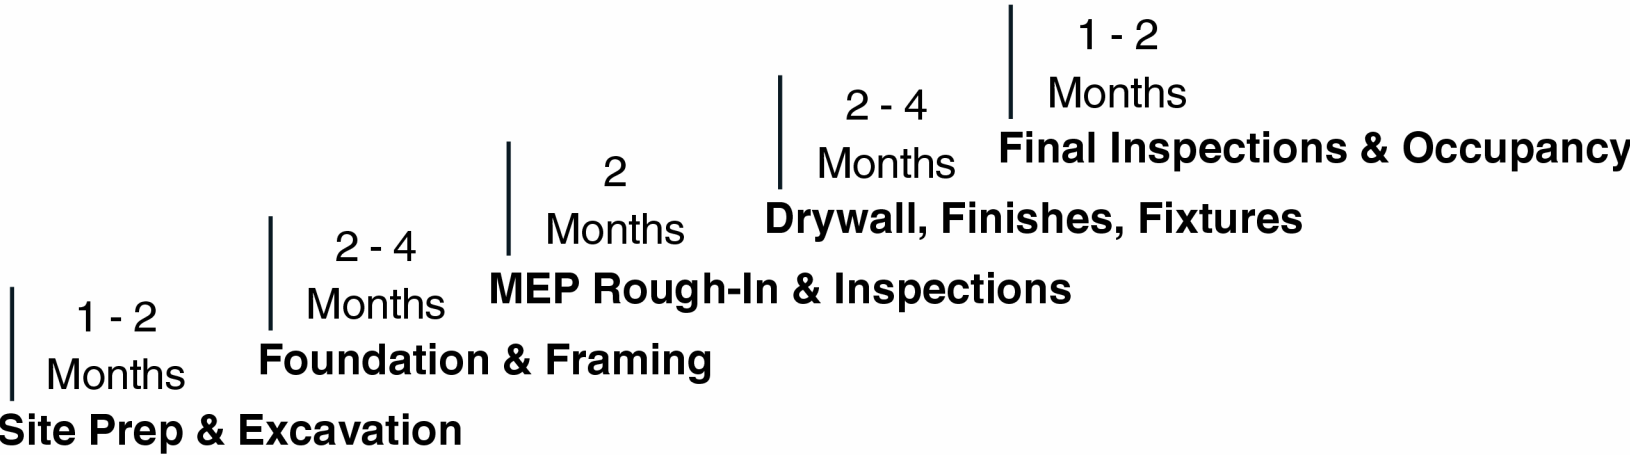 1 - 2
Months
Site Prep & Excavation
2 - 4
Months
Foundation & Framing
2
Months
MEP Rough-In & Inspections
2 - 4
Months
Drywall, Finishes, Fixtures
1 - 2
Months
Final Inspections & Occupancy